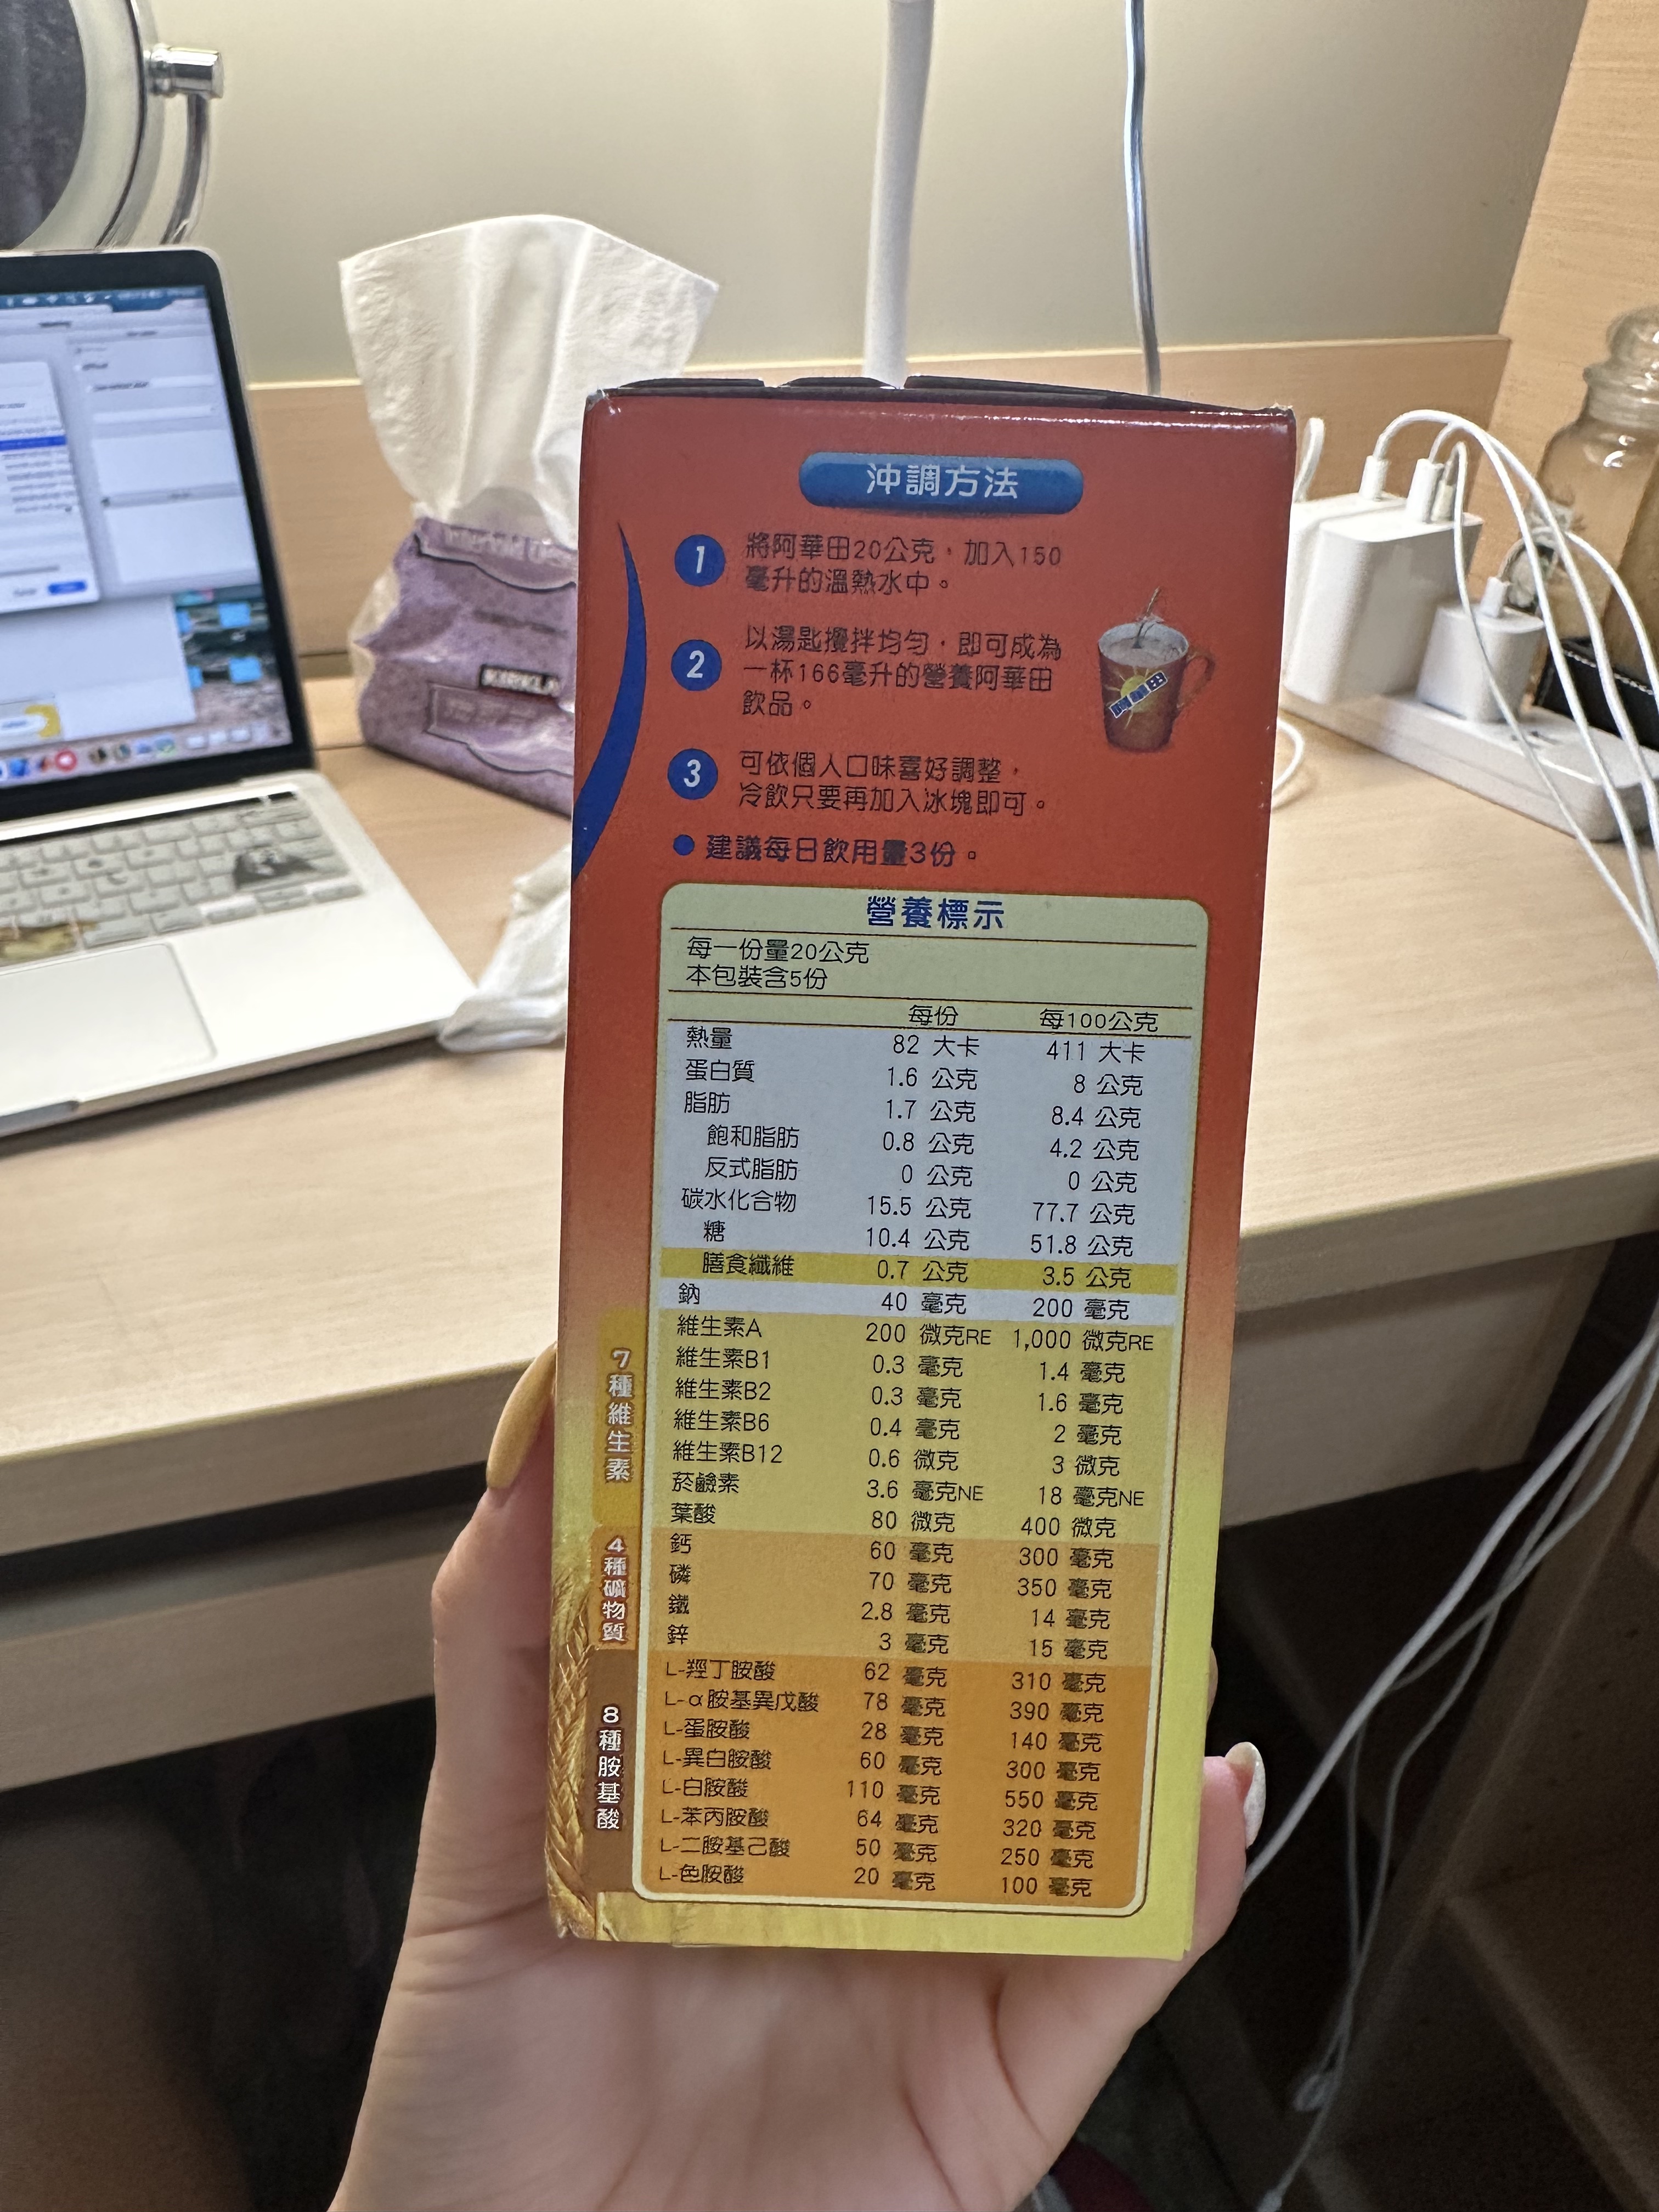 沖調方法
1 將阿華田20公克，加入150
毫升的溫熱水中。
2 以湯匙攪拌均勻，即可成為
一杯166毫升的營養阿華田
飲品。
3 可依個人口味喜好調整，
冷飲只要再加入冰塊即可。
● 建議每日飲用量3份。
阿華田
營養標示
每一份量20公克
本包裝含5份
每份 每100公克
熱量 82 大卡 411 大卡
蛋白質 1.6 公克 8 公克
脂肪 1.7 公克 8.4 公克
飽和脂肪 0.8 公克 4.2 公克
反式脂肪 0 公克 0 公克
碳水化合物 15.5 公克 77.7 公克
糖 10.4 公克 51.8 公克
膳食纖維 0.7 公克 3.5 公克
鈉 40 毫克 200 毫克
7種維生素
維生素A 200 微克RE 1,000 微克RE
維生素B1 0.3 毫克 1.4 毫克
維生素B2 0.3 毫克 1.6 毫克
維生素B6 0.4 毫克 2 毫克
維生素B12 0.6 微克 3 微克
菸鹼素 3.6 毫克NE 18 毫克NE
葉酸 80 微克 400 微克
4種礦物質
鈣 60 毫克 300 毫克
磷 70 毫克 350 毫克
鐵 2.8 毫克 14 毫克
鋅 3 毫克 15 毫克
8種胺基酸
L-羥丁胺酸 62 毫克 310 毫克
L-α胺基異戊酸 78 毫克 390 毫克
L-蛋胺酸 28 毫克 140 毫克
L-異白胺酸 60 毫克 300 毫克
L-白胺酸 110 毫克 550 毫克
L-苯丙胺酸 64 毫克 320 毫克
L-二胺基己酸 50 毫克 250 毫克
L-色胺酸 20 毫克 100 毫克
KIRKLA